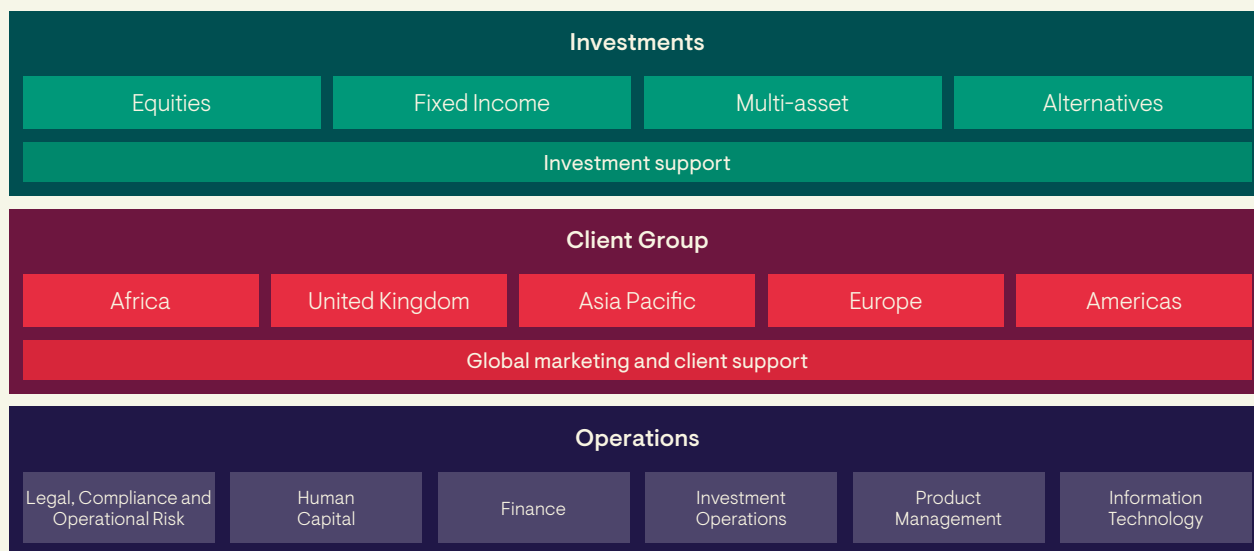 Investments
Equities
Fixed Income
Multi-asset
Alternatives
Investment support
Client Group
Africa
United Kingdom
Asia Pacific
Europe
Americas
Global marketing and client support
Operations
Legal, Compliance and
Operational Risk
Human
Capital
Finance
Investment
Operations
Product
Management
Information
Technology